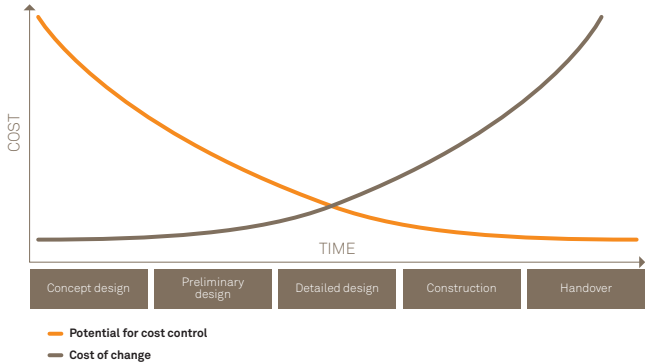 COST
TIME
Concept design
Preliminary
design
Detailed design
Construction
Handover
Potential for cost control
Cost of change